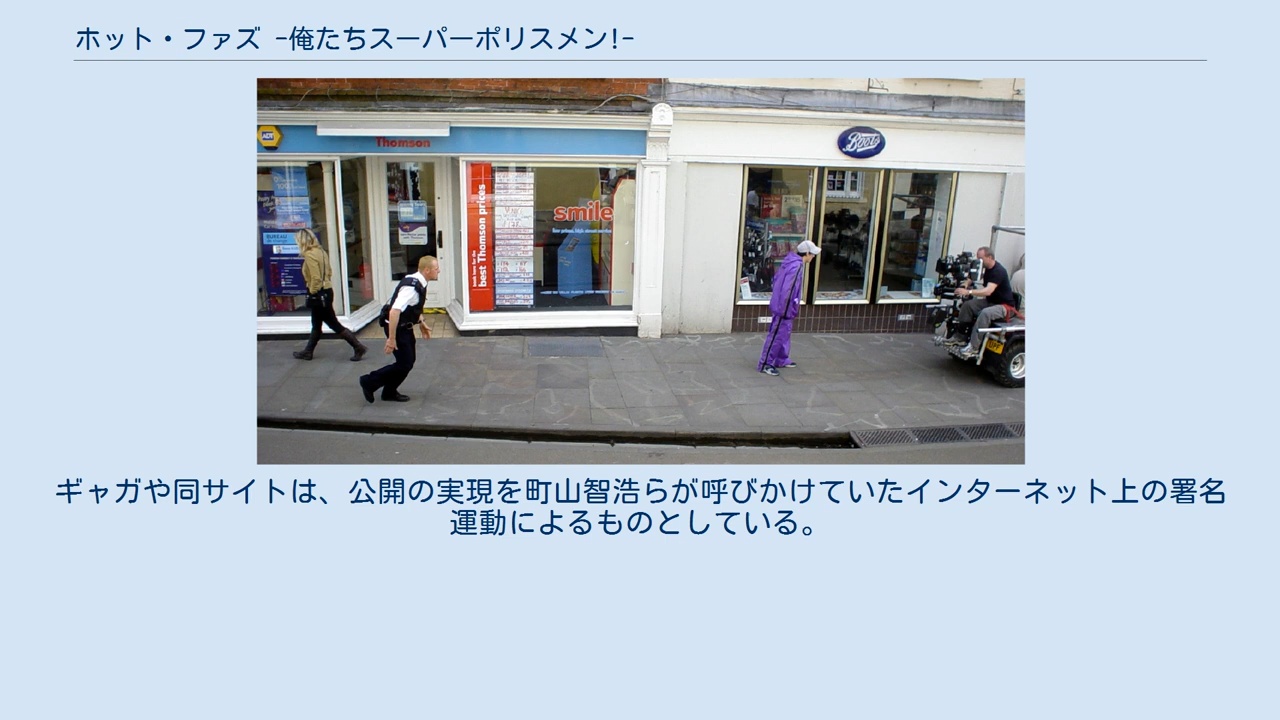 ホット・ファズ -俺たちスーパーポリスメン!-
ADT
Thomson
Boots
best Thomson prices
smile
BUREAU
ギャガや同サイトは、公開の実現を町山智浩らが呼びかけていたインターネット上の署名
運動によるものとしている。